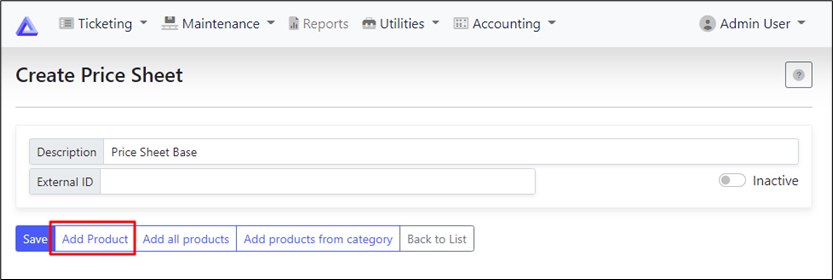 Ticketing Maintenance Reports Utilities Accounting Admin User
Create Price Sheet
?
Description Price Sheet Base
External ID Inactive
Save Add Product Add all products Add products from category Back to List